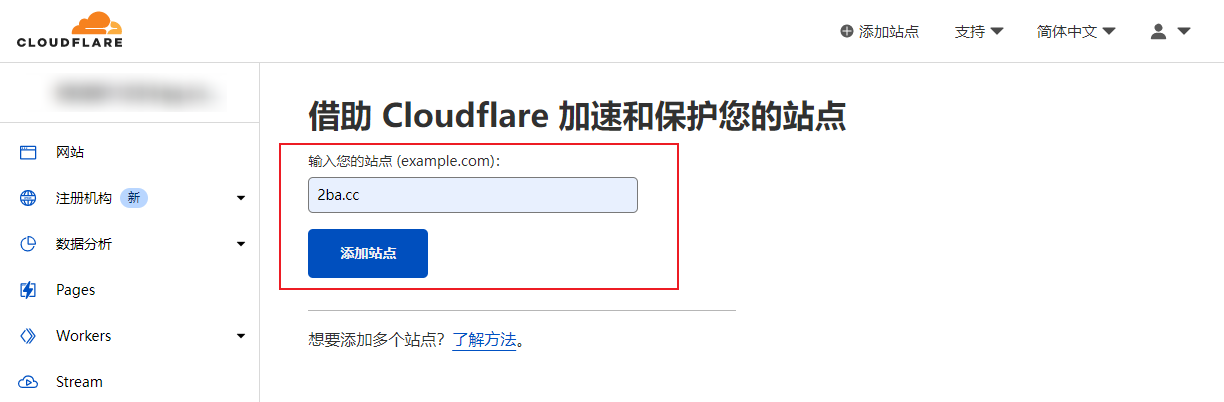 CLOUDFLARE
添加站点
支持
简体中文
借助 Cloudflare 加速和保护您的站点
输入您的站点 (example.com)：
2ba.cc
添加站点
想要添加多个站点？了解方法。
网站
注册机构 新
数据分析
Pages
Workers
Stream